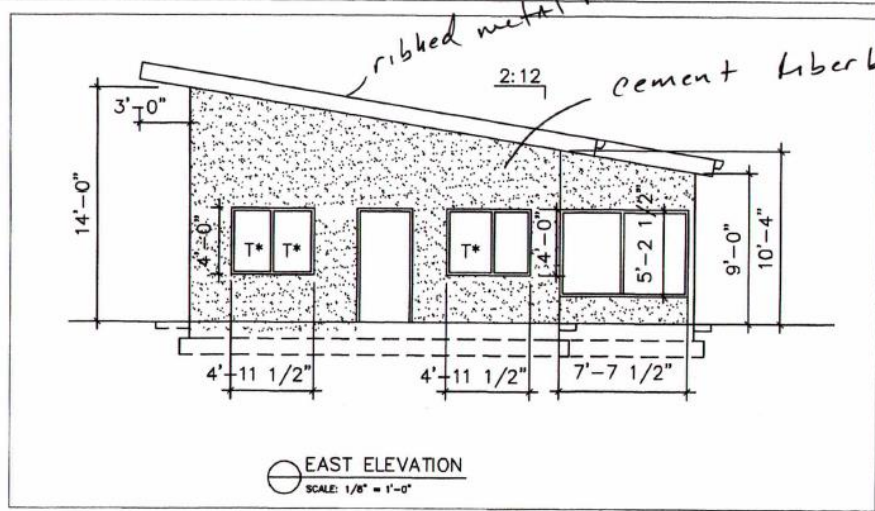 ribbed metal
2:12
cement
3'-0"
14'-0"
4'-0"
T* T*
T*
4'-0"
5'-2 1/2"
9'-0"
10'-4"
4'-11 1/2"
4'-11 1/2"
7'-7 1/2"
EAST ELEVATION
SCALE: 1/8" = 1'-0"